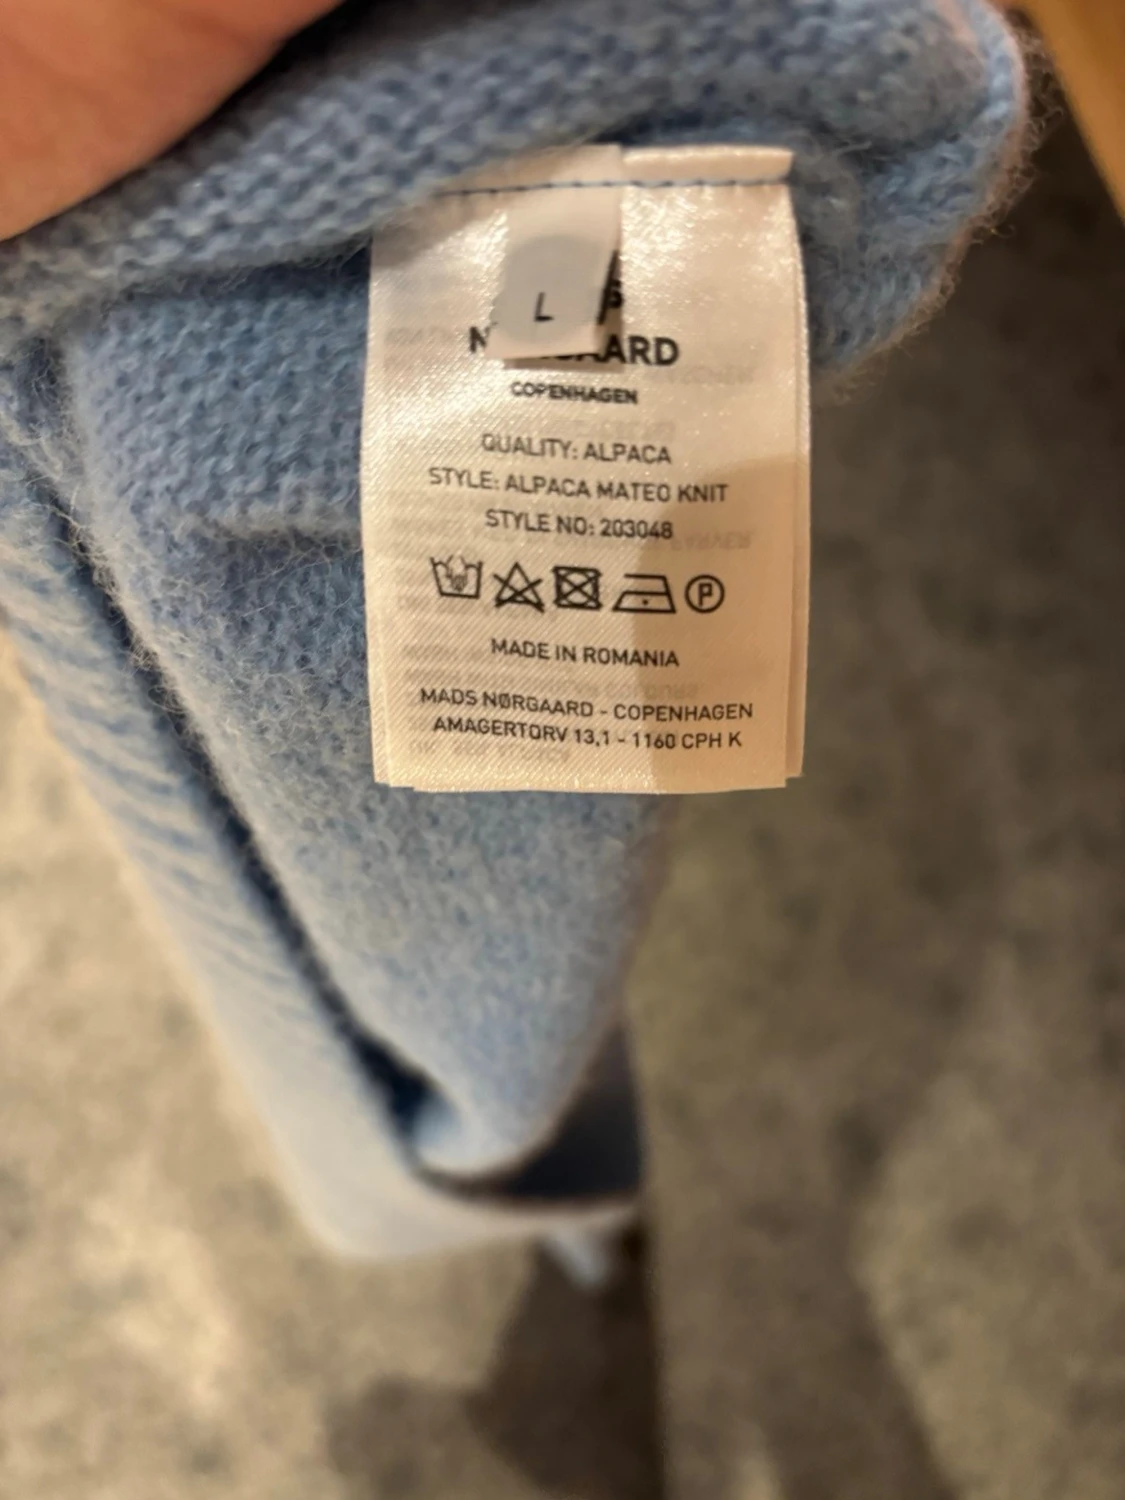 L
COPENHAGEN
QUALITY: ALPACA
STYLE: ALPACA MATEO KNIT
STYLE NO: 203048
P
MADE IN ROMANIA
MADS NØRGAARD - COPENHAGEN
AMAGERTORV 13,1 - 1160 CPH K